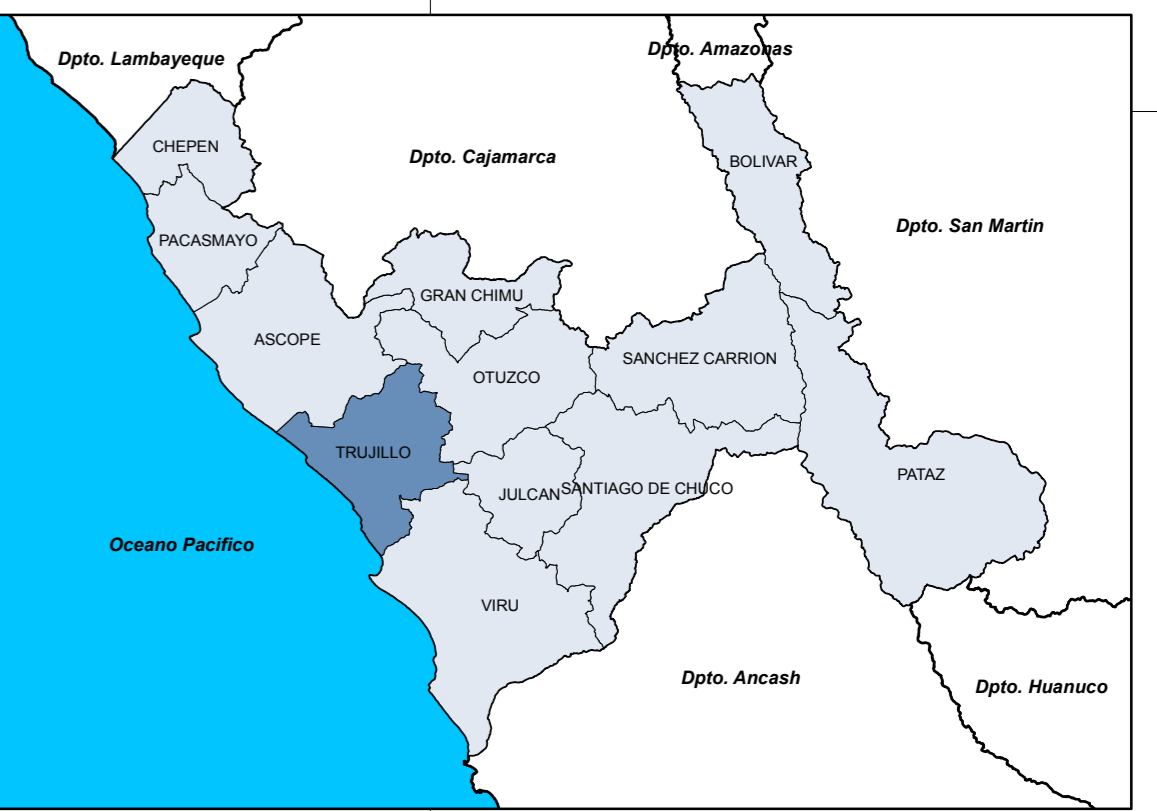 Dpto. Lambayeque
Dpto. Amazonas
CHEPEN
Dpto. Cajamarca
BOLIVAR
Dpto. San Martin
PACASMAYO
GRAN CHIMU
ASCOPE
SANCHEZ CARRION
OTUZCO
TRUJILLO
PATAZ
JULCAN
SANTIAGO DE CHUCO
Oceano Pacifico
VIRU
Dpto. Ancash
Dpto. Huanuco